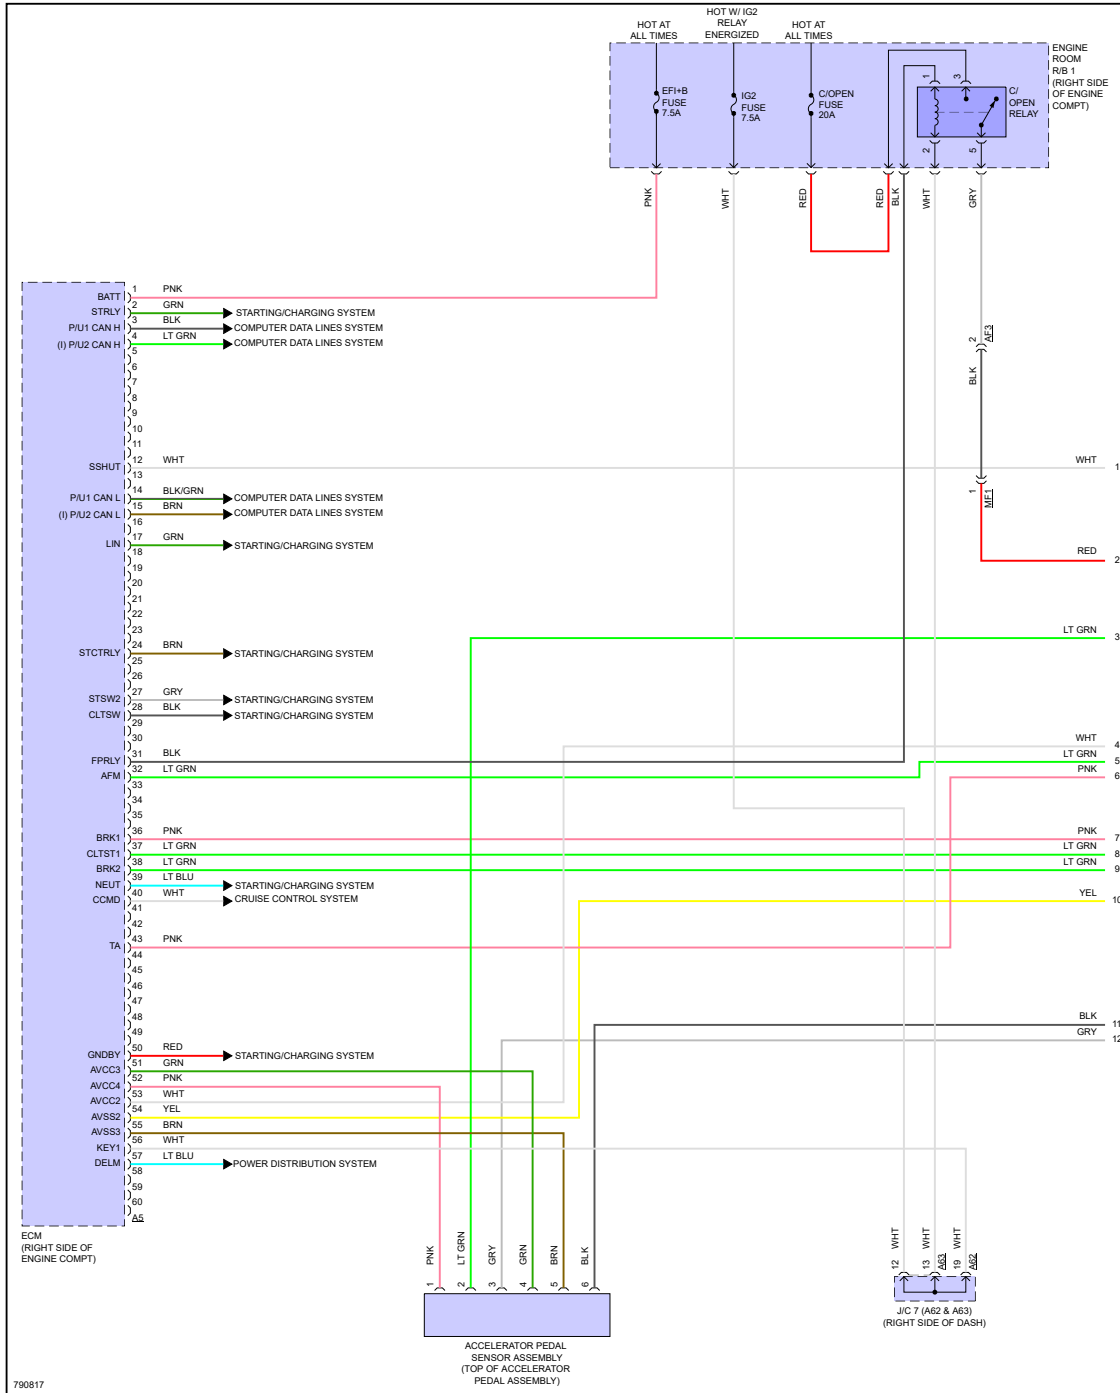 HOT AT
ALL TIMES
HOT W/ IG2
RELAY
ENERGIZED
HOT AT
ALL TIMES
ENGINE
ROOM
R/B 1
(RIGHT SIDE
OF ENGINE
COMPT)
EFI+B
FUSE
7.5A
IG2
FUSE
7.5A
C/OPEN
FUSE
20A
1
3
C/
OPEN
RELAY
2
5
PNK
WHT
RED
RED
BLK
WHT
GRY
2
AF3
BLK
1
MF1
BATT 1 PNK
STRLY 2 GRN STARTING/CHARGING SYSTEM
P/U1 CAN H 3 BLK COMPUTER DATA LINES SYSTEM
(I) P/U2 CAN H 4 LT GRN COMPUTER DATA LINES SYSTEM
5
6
7
8
9
10
11
SSHUT 12 WHT WHT 1
13
P/U1 CAN L 14 BLK/GRN COMPUTER DATA LINES SYSTEM
(I) P/U2 CAN L 15 BRN COMPUTER DATA LINES SYSTEM
16
LIN 17 GRN STARTING/CHARGING SYSTEM
RED 2
18
19
20
21
22
23
LT GRN 3
STCTRLY 24 BRN STARTING/CHARGING SYSTEM
25
26
STSW2 27 GRY STARTING/CHARGING SYSTEM
CLTSW 28 BLK STARTING/CHARGING SYSTEM
29
30
WHT 4
FPRLY 31 BLK
LT GRN 5
AFM 32 LT GRN
PNK 6
33
34
35
BRK1 36 PNK PNK 7
CLTST1 37 LT GRN LT GRN 8
BRK2 38 LT GRN LT GRN 9
NEUT 39 LT BLU STARTING/CHARGING SYSTEM
CCMD 40 WHT CRUISE CONTROL SYSTEM
YEL 10
41
42
TA 43 PNK
44
45
46
47
48
49
BLK 11
GRY 12
GNDBY 50 RED STARTING/CHARGING SYSTEM
AVCC3 51 GRN
AVCC4 52 PNK
AVCC2 53 WHT
AVSS2 54 YEL
AVSS3 55 BRN
KEY1 56 WHT
DELM 57 LT BLU POWER DISTRIBUTION SYSTEM
58
59
60
A5
ECM
(RIGHT SIDE OF
ENGINE COMPT)
PNK
LT GRN
GRY
GRN
BRN
BLK
1
2
3
4
5
6
ACCELERATOR PEDAL
SENSOR ASSEMBLY
(TOP OF ACCELERATOR
PEDAL ASSEMBLY)
WHT
WHT
WHT
12
13
A63
19
A62
J/C 7 (A62 & A63)
(RIGHT SIDE OF DASH)
790817